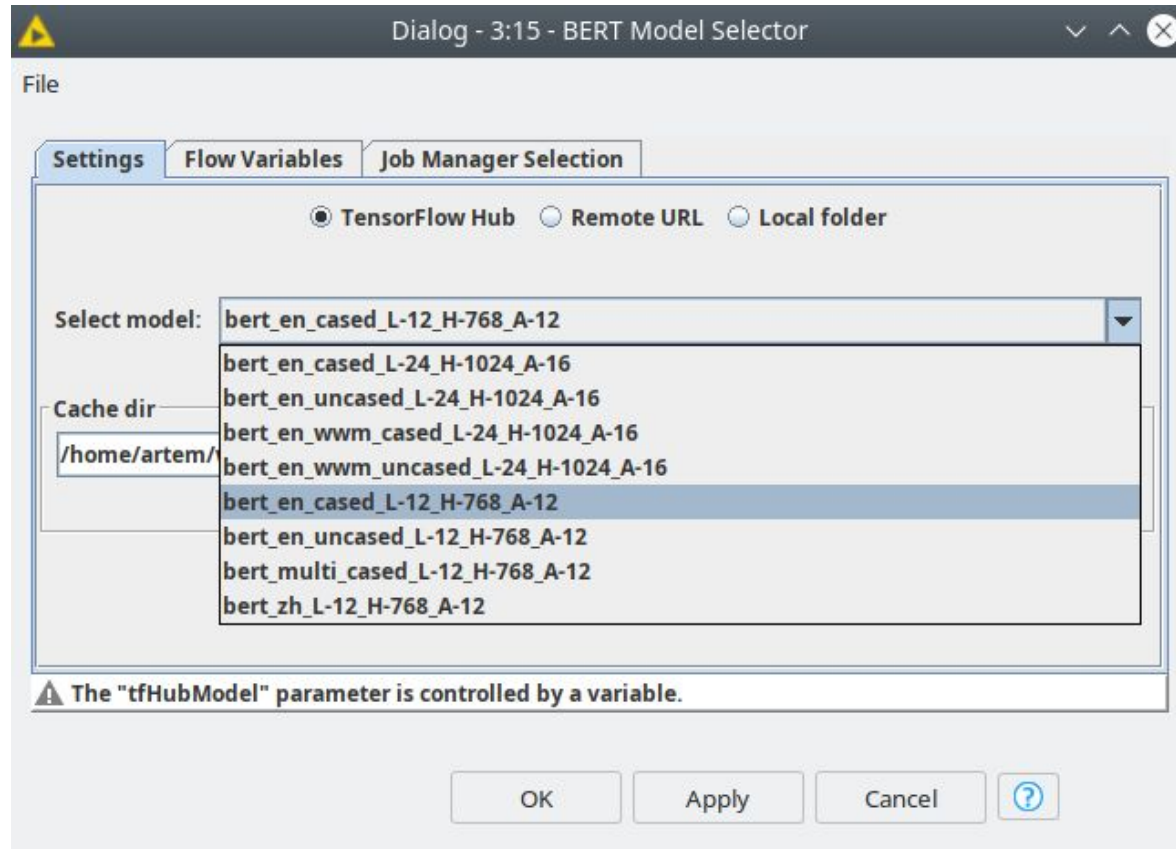 Dialog - 3:15 - BERT Model Selector
File
Settings Flow Variables Job Manager Selection
TensorFlow Hub Remote URL Local folder
Select model: bert_en_cased_L-12_H-768_A-12
bert_en_cased_L-24_H-1024_A-16
Cache dir
bert_en_uncased_L-24_H-1024_A-16
bert_en_wwm_cased_L-24_H-1024_A-16
/home/artem/
bert_en_wwm_uncased_L-24_H-1024_A-16
bert_en_cased_L-12_H-768_A-12
bert_en_uncased_L-12_H-768_A-12
bert_multi_cased_L-12_H-768_A-12
bert_zh_L-12_H-768_A-12
The "tfHubModel" parameter is controlled by a variable.
OK Apply Cancel ?